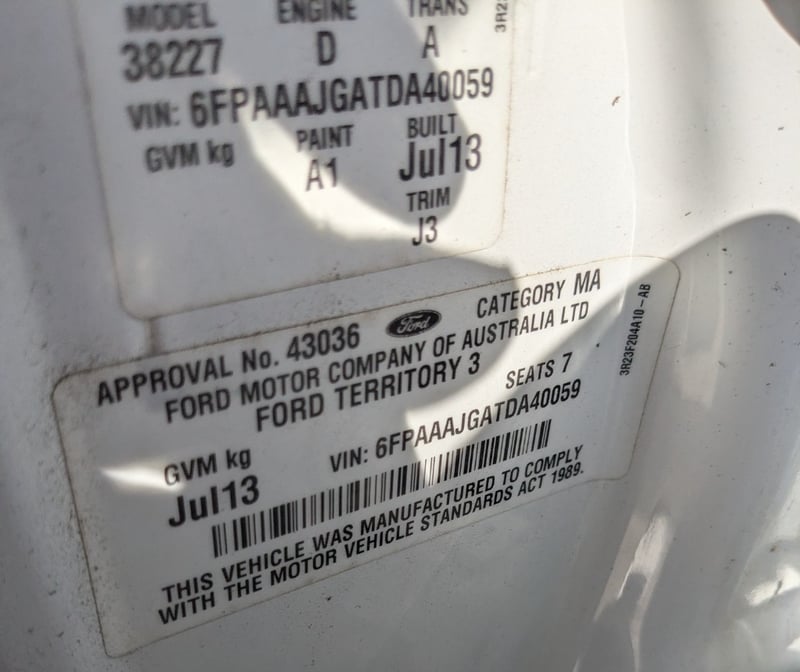 MODEL ENGINE TRANS
38227 D A
VIN: 6FPAAAJGATDA40059
GVM kg PAINT BUILT
A1 Jul13
TRIM
J3
APPROVAL No. 43036 Ford CATEGORY MA
FORD MOTOR COMPANY OF AUSTRALIA LTD
FORD TERRITORY 3 SEATS 7
GVM kg VIN: 6FPAAAJGATDA40059
Jul13
THIS VEHICLE WAS MANUFACTURED TO COMPLY
WITH THE MOTOR VEHICLE STANDARDS ACT 1989.
3R23F204A10-AB